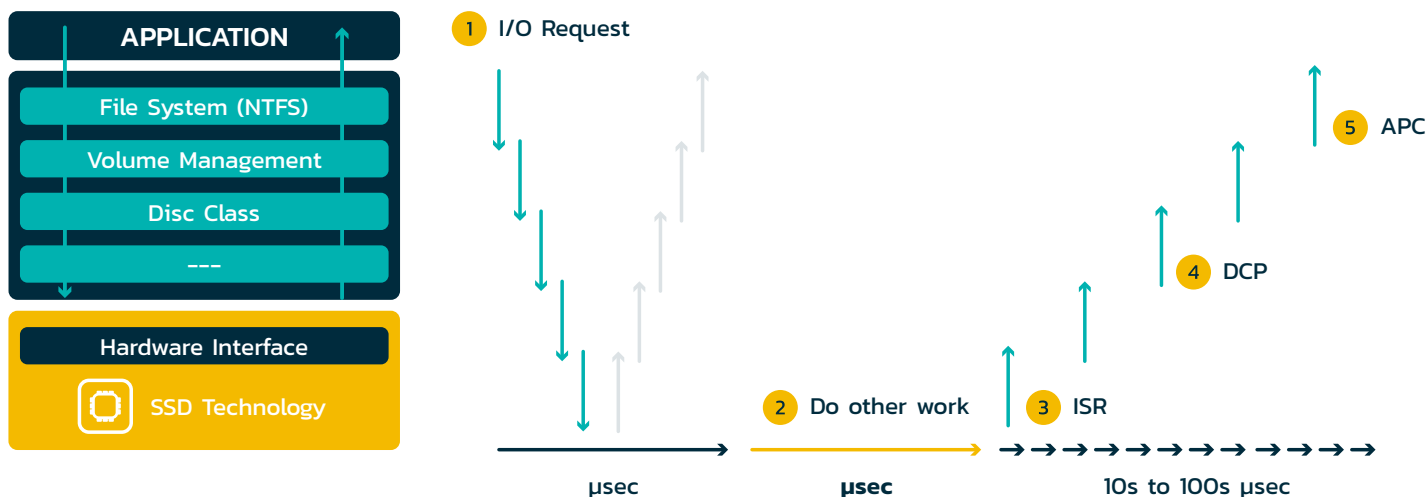 APPLICATION
File System (NTFS)
Volume Management
Disc Class
---
Hardware Interface
SSD Technology
1 I/O Request
2 Do other work
3 ISR
4 DCP
5 APC
µsec
µsec
10s to 100s µsec